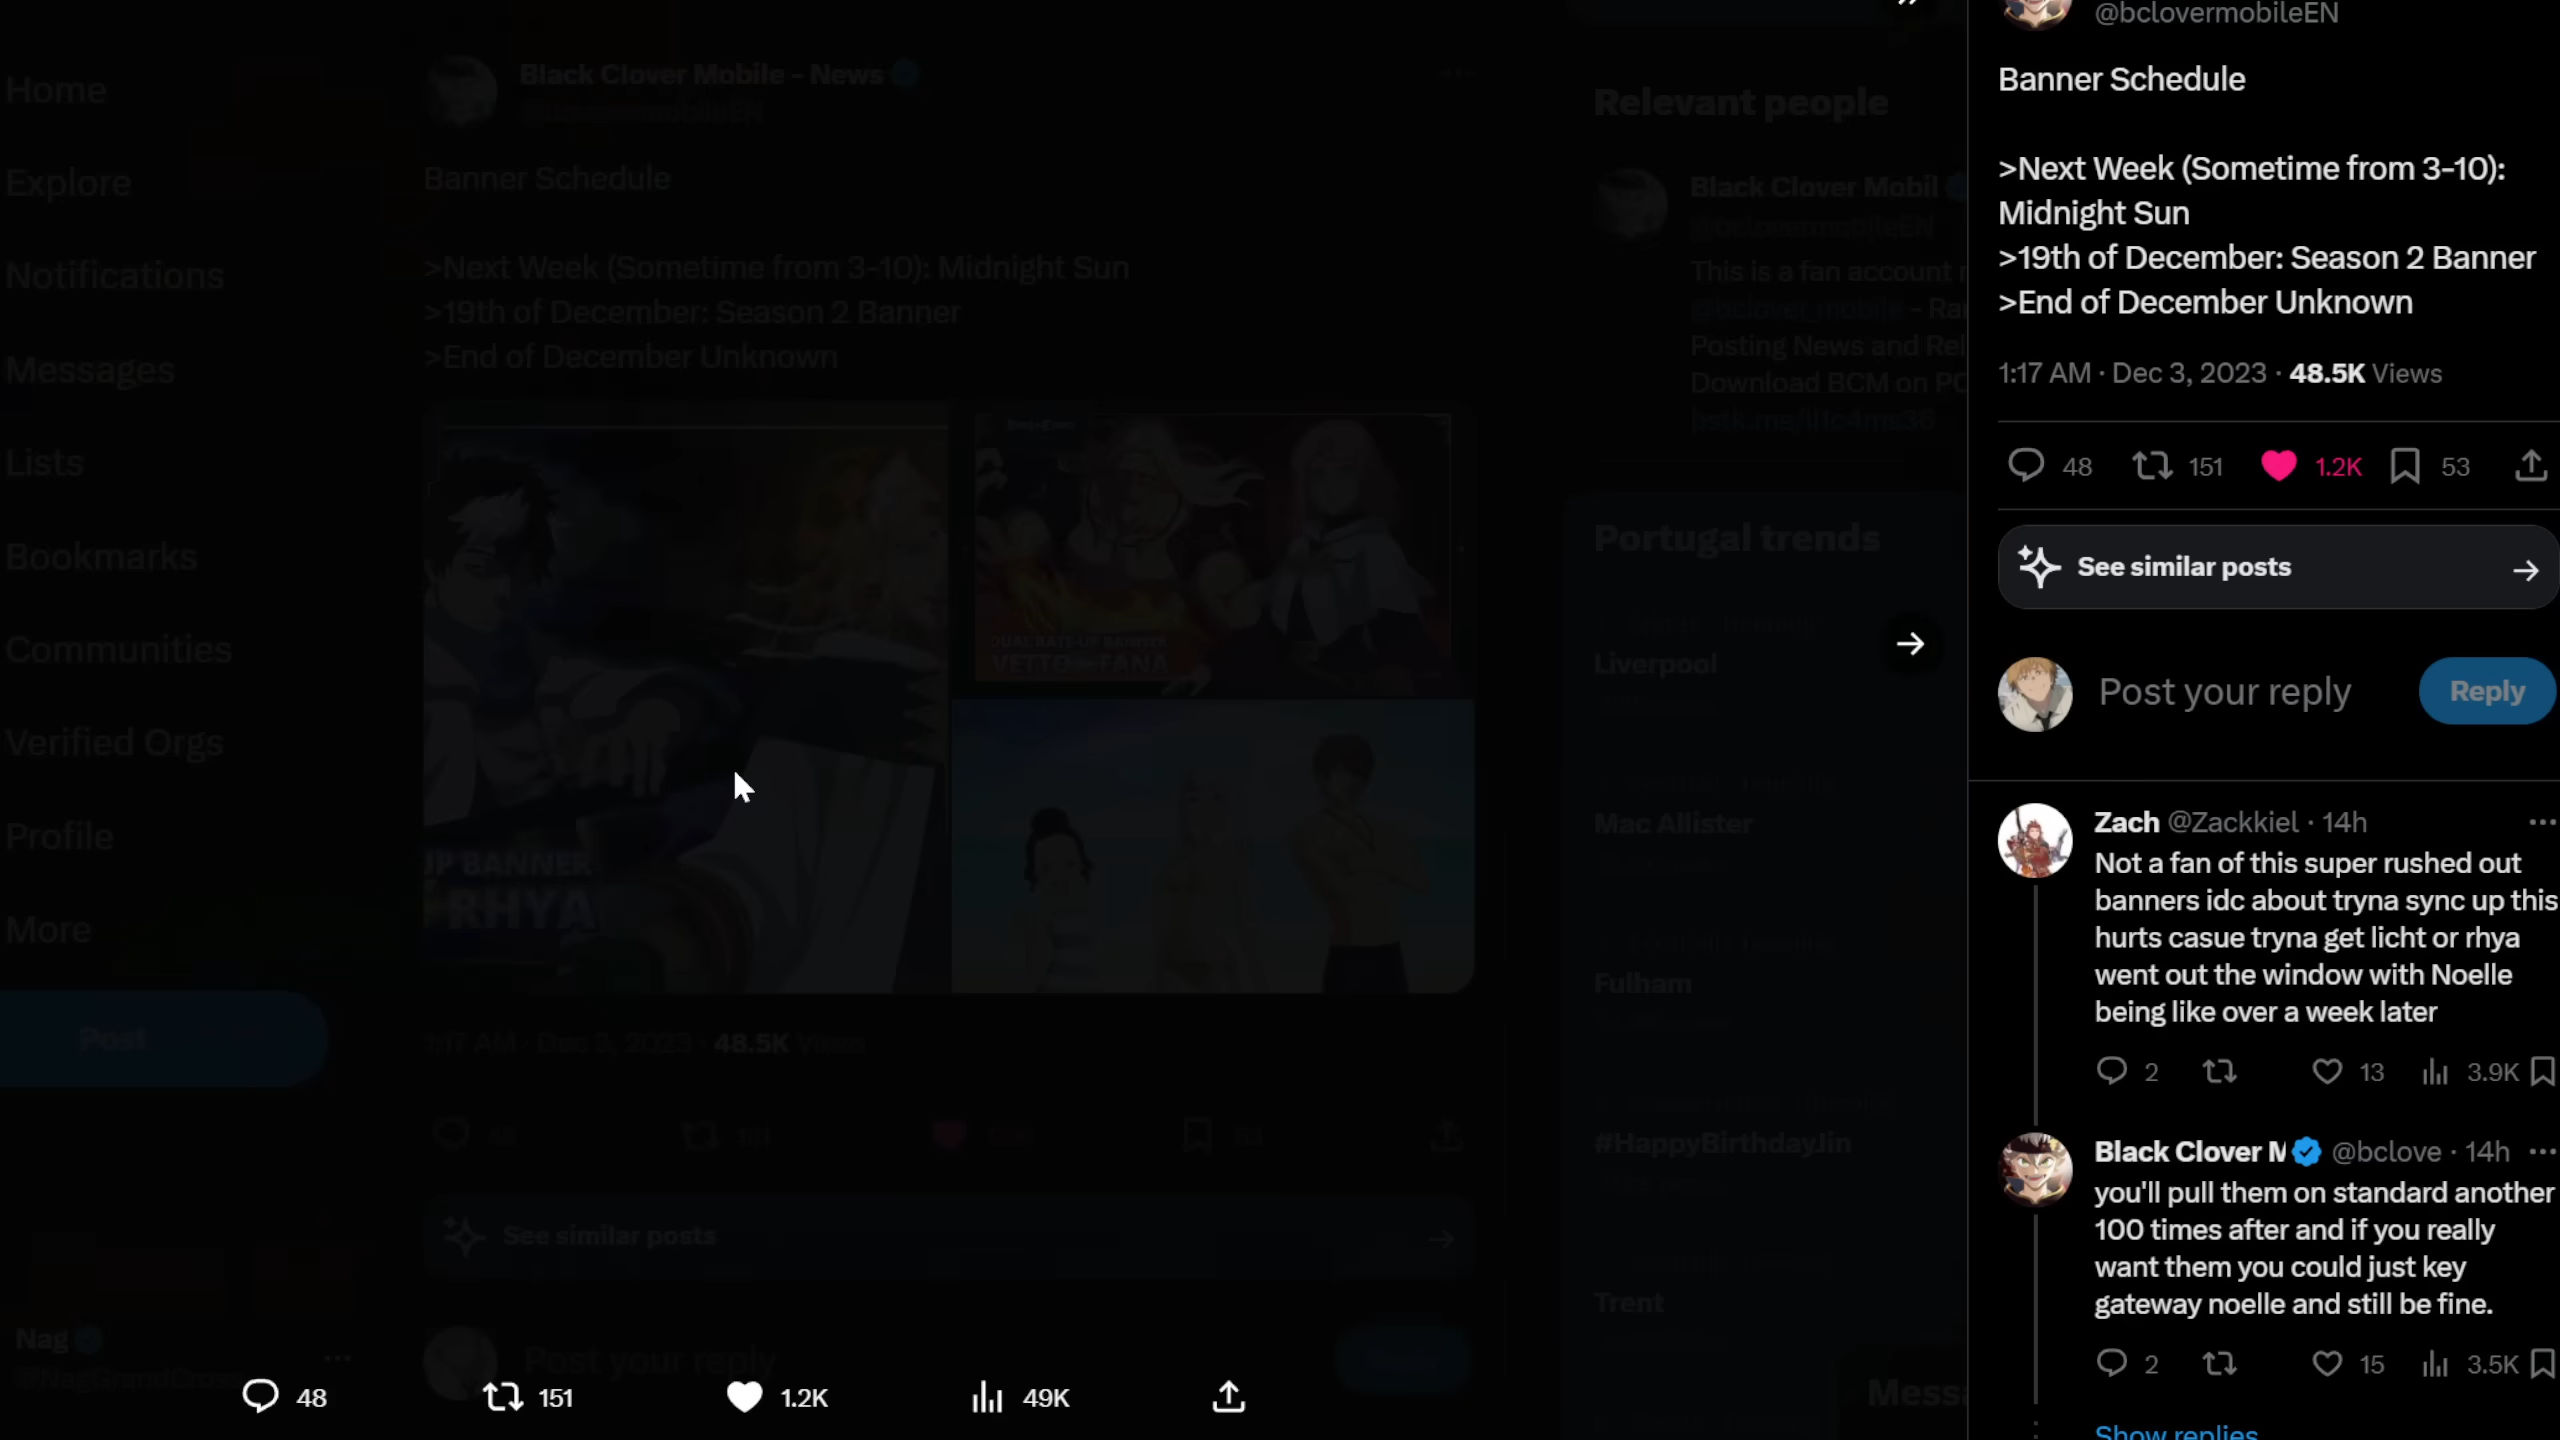 Home
Explore
Notifications
Messages
Lists
Bookmarks
Communities
Verified Orgs
Profile
More
Post
Nag
Black Clover Mobile - News
Banner Schedule
>Next Week (Sometime from 3-10): Midnight Sun
>19th of December: Season 2 Banner
>End of December Unknown
UP BANNER
RHYA
DUAL RATE-UP BANNER
VETTO FANA
1:17 AM · Dec 3, 2023 · 48.5K Views
See similar posts
Post your reply
48
151
1.2K
49K
Relevant people
Black Clover Mobil
@bclovermobileEN
This is a fan account
@bclover_mobile - Ra
Posting News and Rel
Download BCM on PC
Portugal trends
Liverpool
Mac Allister
Fulham
#HappyBirthdayJin
Trent
Messa
@bclovermobileEN
Banner Schedule
>Next Week (Sometime from 3-10):
Midnight Sun
>19th of December: Season 2 Banner
>End of December Unknown
1:17 AM · Dec 3, 2023 · 48.5K Views
48 151 1.2K 53
See similar posts
Post your reply
Reply
Zach @Zackkiel · 14h
Not a fan of this super rushed out
banners idc about tryna sync up this
hurts casue tryna get licht or rhya
went out the window with Noelle
being like over a week later
2 13 3.9K
Black Clover M @bclove · 14h
you'll pull them on standard another
100 times after and if you really
want them you could just key
gateway noelle and still be fine.
2 15 3.5K
Show replies